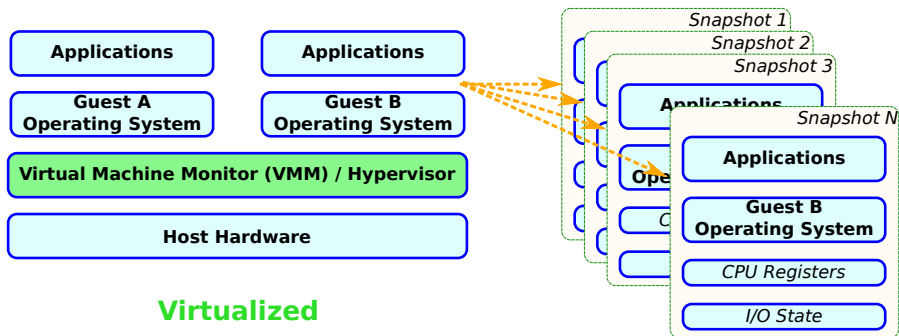 Applications
Applications
Guest A
Operating System
Guest B
Operating System
Virtual Machine Monitor (VMM) / Hypervisor
Host Hardware
Virtualized
Snapshot 1
Snapshot 2
Snapshot 3
Applications
Snapshot N
Applications
Guest B
Operating System
CPU Registers
I/O State